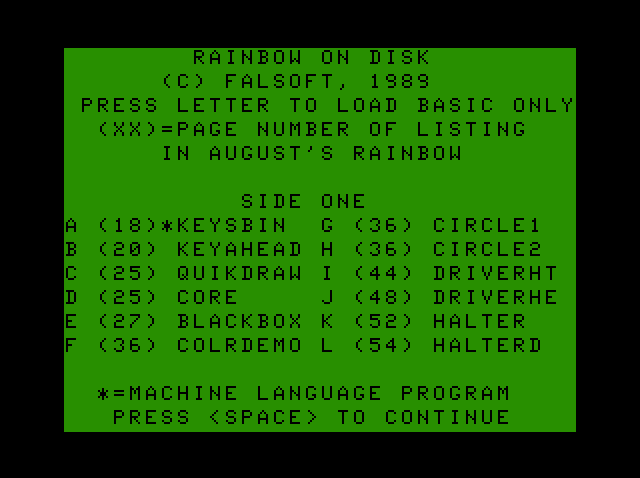 RAINBOW ON DISK
(C) FALSOFT, 1989
PRESS LETTER TO LOAD BASIC ONLY
(XX)=PAGE NUMBER OF LISTING
IN AUGUST'S RAINBOW
SIDE ONE
A (18)*KEYSBIN G (36) CIRCLE1
B (20) KEYAHEAD H (36) CIRCLE2
C (25) QUIKDRAW I (44) DRIVERHT
D (25) CORE J (48) DRIVERHE
E (27) BLACKBOX K (52) HALTER
F (36) COLRDEMO L (54) HALTERD
*=MACHINE LANGUAGE PROGRAM
PRESS <SPACE> TO CONTINUE